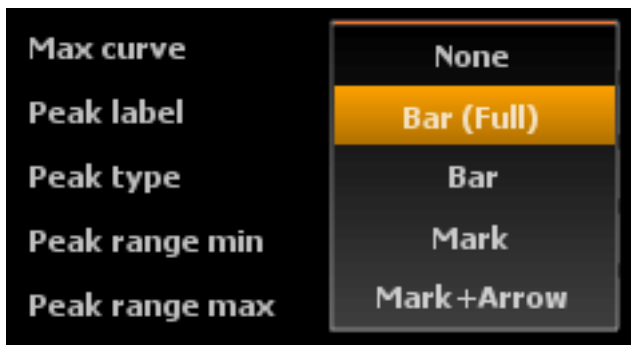 Max curve
None
Peak label
Bar (Full)
Peak type
Bar
Peak range min
Mark
Peak range max
Mark+Arrow